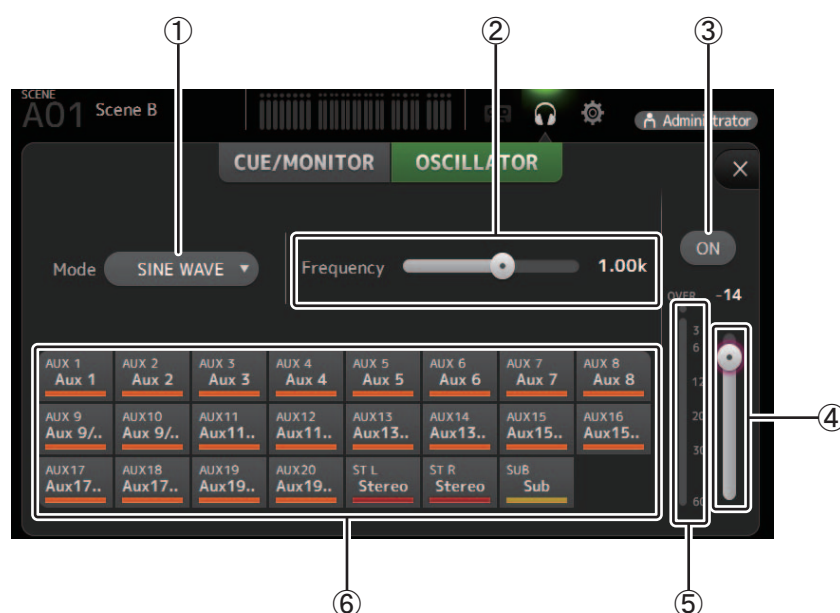 ① ② ③
SCENE
A01 Scene B
Administrator
CUE/MONITOR OSCILLATOR
×
Mode SINE WAVE ▼
Frequency 1.00k
ON
OVER -14
3
6
12
20
30
60
④
AUX 1 AUX 2 AUX 3 AUX 4 AUX 5 AUX 6 AUX 7 AUX 8
Aux 1 Aux 2 Aux 3 Aux 4 Aux 5 Aux 6 Aux 7 Aux 8
AUX 9 AUX10 AUX11 AUX12 AUX13 AUX14 AUX15 AUX16
Aux 9/.. Aux 9/.. Aux11.. Aux11.. Aux13.. Aux13.. Aux15.. Aux15..
AUX17 AUX18 AUX19 AUX20 ST L ST R SUB
Aux17.. Aux17.. Aux19.. Aux19.. Stereo Stereo Sub
⑥ ⑤